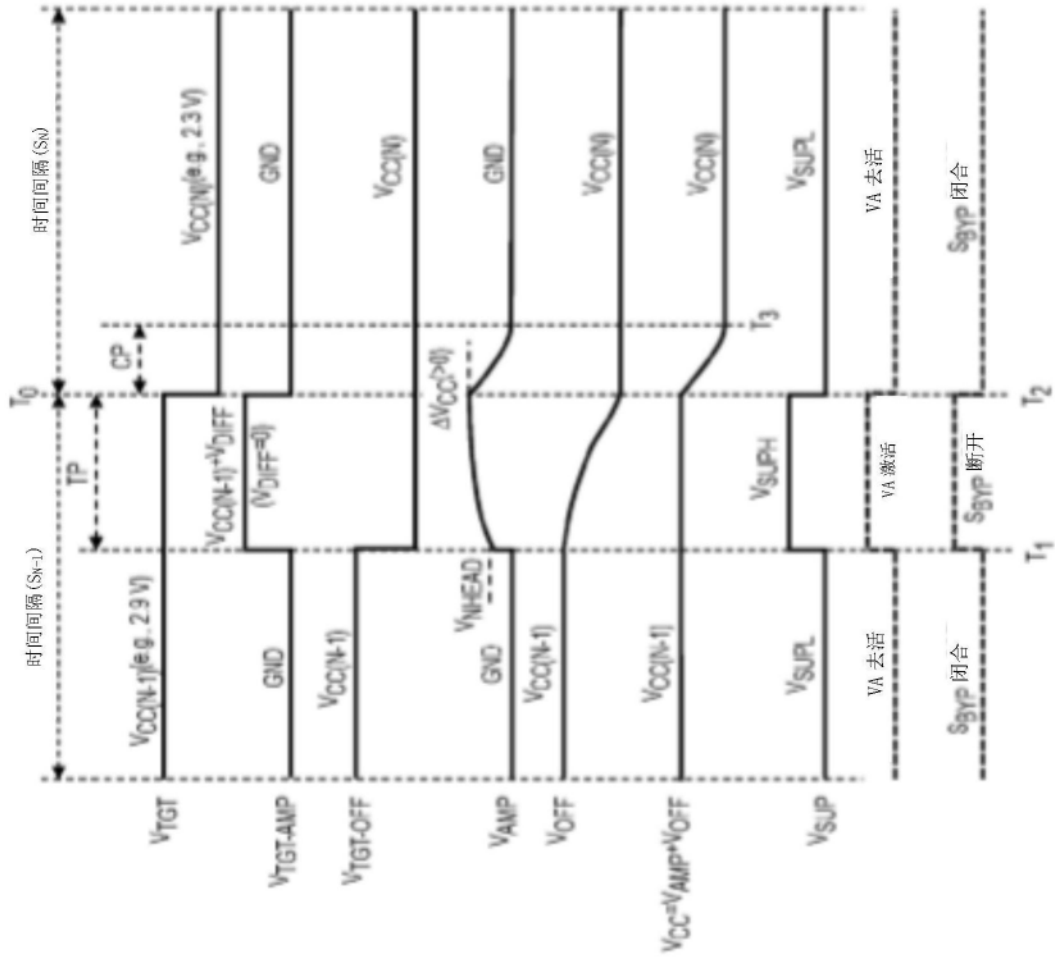 时间间隔(SN-1)
时间间隔(SN)
T0
TP
CP
VTGT
VCC(N-1)(e.g., 2.9 V)
VCC(N)(e.g., 2.3 V)
VTGT-AMP
GND
VCC(N-1)+VDIFF
(VDIFF=0)
GND
VTGT-OFF
VCC(N-1)
VCC(N)
VAMP
GND
VNHEAD
ΔVCC(>0)
GND
VOFF
VCC(N-1)
VCC(N)
VCC=VAMP+VOFF
VCC(N-1)
VCC(N)
T3
VSUP
VSUPL
VSUPH
VSUPL
VA 去活
VA 激活
VA 去活
SBYP 闭合
SBYP 断开
SBYP 闭合
T1
T2